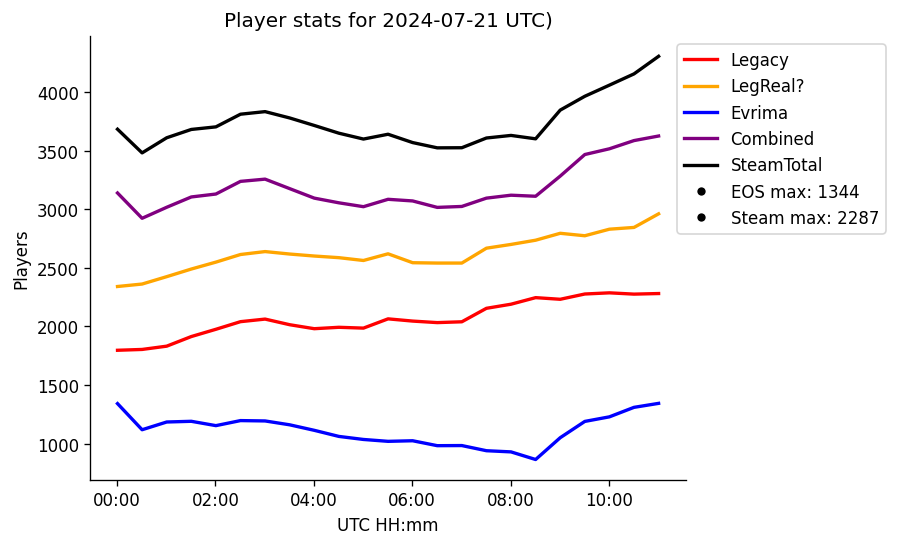 Player stats for 2024-07-21 UTC)
Legacy
LegReal?
Evrima
Combined
SteamTotal
EOS max: 1344
Steam max: 2287
Players
4000
3500
3000
2500
2000
1500
1000
00:00 02:00 04:00 06:00 08:00 10:00
UTC HH:mm